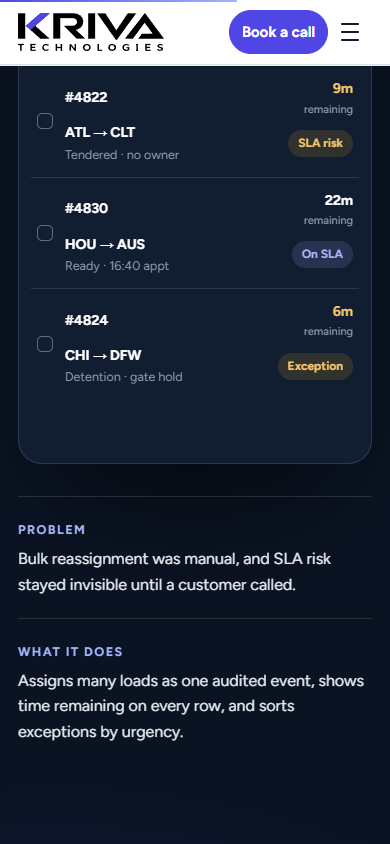 KRIVA
TECHNOLOGIES
Book a call
#4822
9m
remaining
ATL → CLT
SLA risk
Tendered · no owner
#4830
22m
remaining
HOU → AUS
On SLA
Ready · 16:40 appt
#4824
6m
remaining
CHI → DFW
Exception
Detention · gate hold
PROBLEM
Bulk reassignment was manual, and SLA risk
stayed invisible until a customer called.
WHAT IT DOES
Assigns many loads as one audited event, shows
time remaining on every row, and sorts
exceptions by urgency.